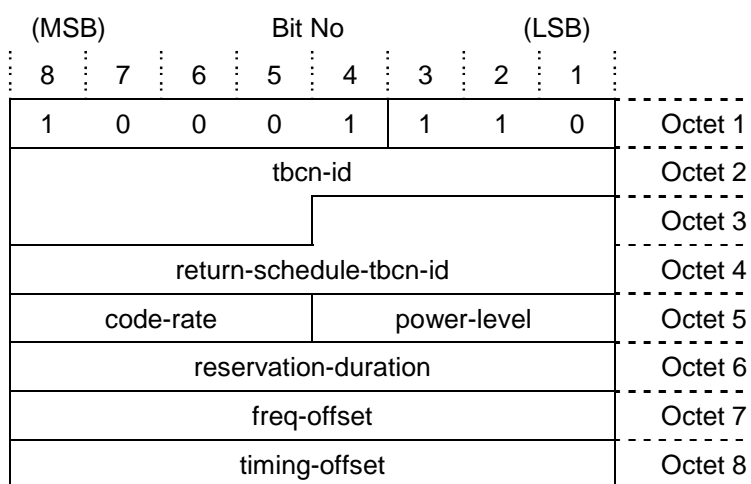 (MSB) Bit No (LSB)
8 7 6 5 4 3 2 1
1 0 0 0 1 1 1 0 Octet 1
tbcn-id Octet 2
Octet 3
return-schedule-tbcn-id Octet 4
code-rate power-level Octet 5
reservation-duration Octet 6
freq-offset Octet 7
timing-offset Octet 8